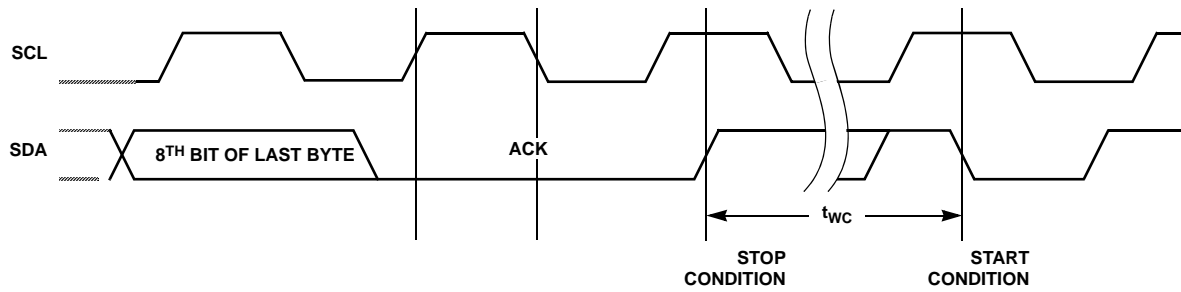 SCL
SDA
8TH BIT OF LAST BYTE
ACK
tWC
STOP
CONDITION
START
CONDITION